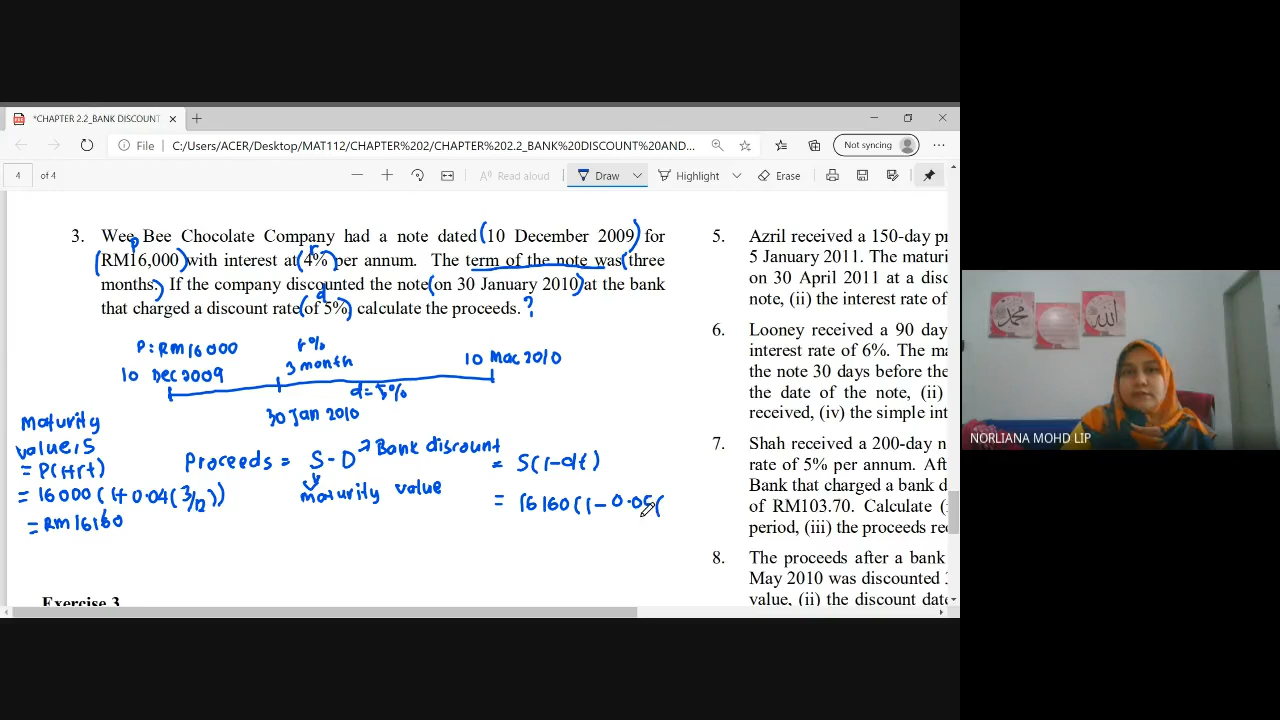 *CHAPTER 2.2_BANK DISCOUNT
File C:/Users/ACER/Desktop/MAT112/CHAPTER%202/CHAPTER%202.2_BANK%20DISCOUNT%20AND... Not syncing
4 of 4 Read aloud Draw Highlight Erase
3. Wee Bee Chocolate Company had a note dated (10 December 2009) for
P
(RM16,000) with interest at (4%) per annum. The term of the note was (three
r
months) If the company discounted the note (on 30 January 2010) at the bank
d
that charged a discount rate (of 5%) calculate the proceeds. ?
P: RM16000
4%
3 month
10 Mac 2010
10 Dec 2009
d=5%
30 Jan 2010
Maturity
value, S
= P(1+rt)
= 16000(1+0.04(3/12))
= RM16160
Proceeds = S - D → Bank discount
maturity value
= S(1-dt)
= 16160(1-0.05(
Exercise 3
5. Azril received a 150-day pr
5 January 2011. The maturi
on 30 April 2011 at a disc
note, (ii) the interest rate of
6. Looney received a 90 day
interest rate of 6%. The ma
the note 30 days before the
the date of the note, (ii)
received, (iv) the simple int
7. Shah received a 200-day n
rate of 5% per annum. Aft
Bank that charged a bank d
of RM103.70. Calculate (
period, (iii) the proceeds re
8. The proceeds after a bank
May 2010 was discounted 3
value, (ii) the discount date
محمد
الله
NORLIANA MOHD LIP